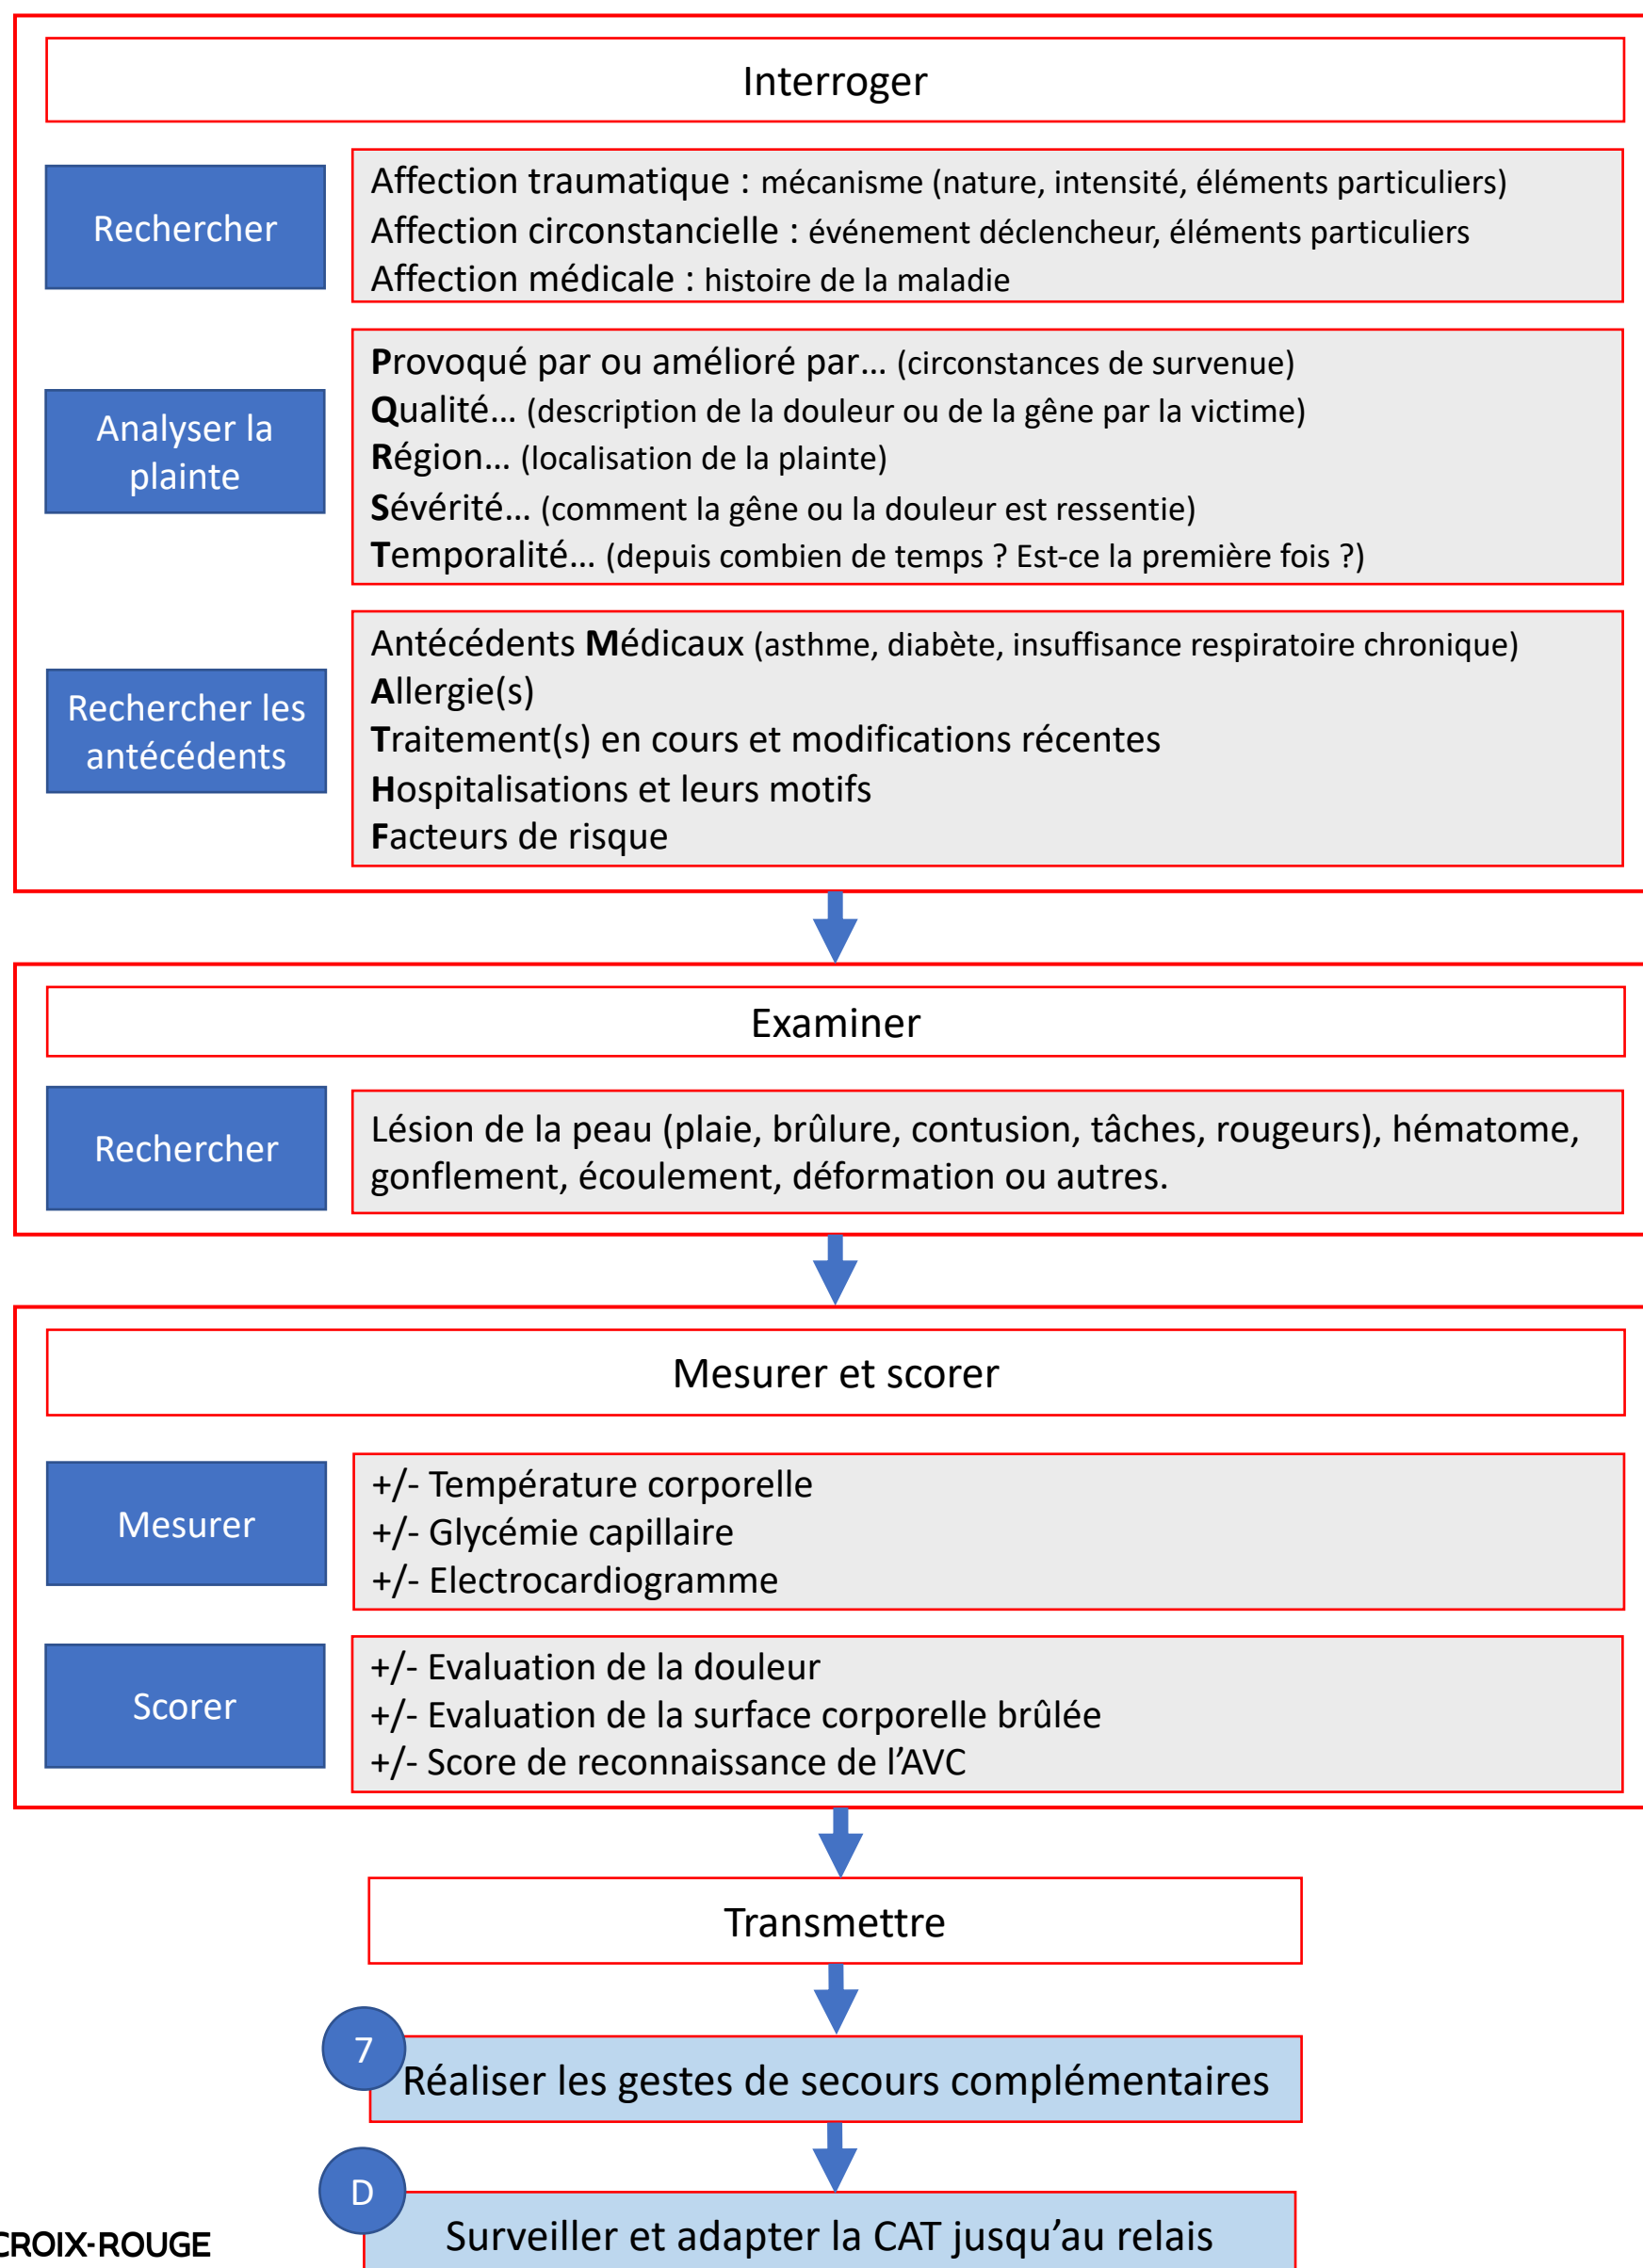 Interroger
Rechercher
Affection traumatique : mécanisme (nature, intensité, éléments particuliers)
Affection circonstancielle : événement déclencheur, éléments particuliers
Affection médicale : histoire de la maladie
Analyser la
plainte
Provoqué par ou amélioré par… (circonstances de survenue)
Qualité… (description de la douleur ou de la gêne par la victime)
Région… (localisation de la plainte)
Sévérité… (comment la gêne ou la douleur est ressentie)
Temporalité… (depuis combien de temps ? Est-ce la première fois ?)
Rechercher les
antécédents
Antécédents Médicaux (asthme, diabète, insuffisance respiratoire chronique)
Allergie(s)
Traitement(s) en cours et modifications récentes
Hospitalisations et leurs motifs
Facteurs de risque
Examiner
Rechercher
Lésion de la peau (plaie, brûlure, contusion, tâches, rougeurs), hématome,
gonflement, écoulement, déformation ou autres.
Mesurer et scorer
Mesurer
+/- Température corporelle
+/- Glycémie capillaire
+/- Electrocardiogramme
Scorer
+/- Evaluation de la douleur
+/- Evaluation de la surface corporelle brûlée
+/- Score de reconnaissance de l'AVC
Transmettre
7
Réaliser les gestes de secours complémentaires
D
Surveiller et adapter la CAT jusqu'au relais
CROIX-ROUGE